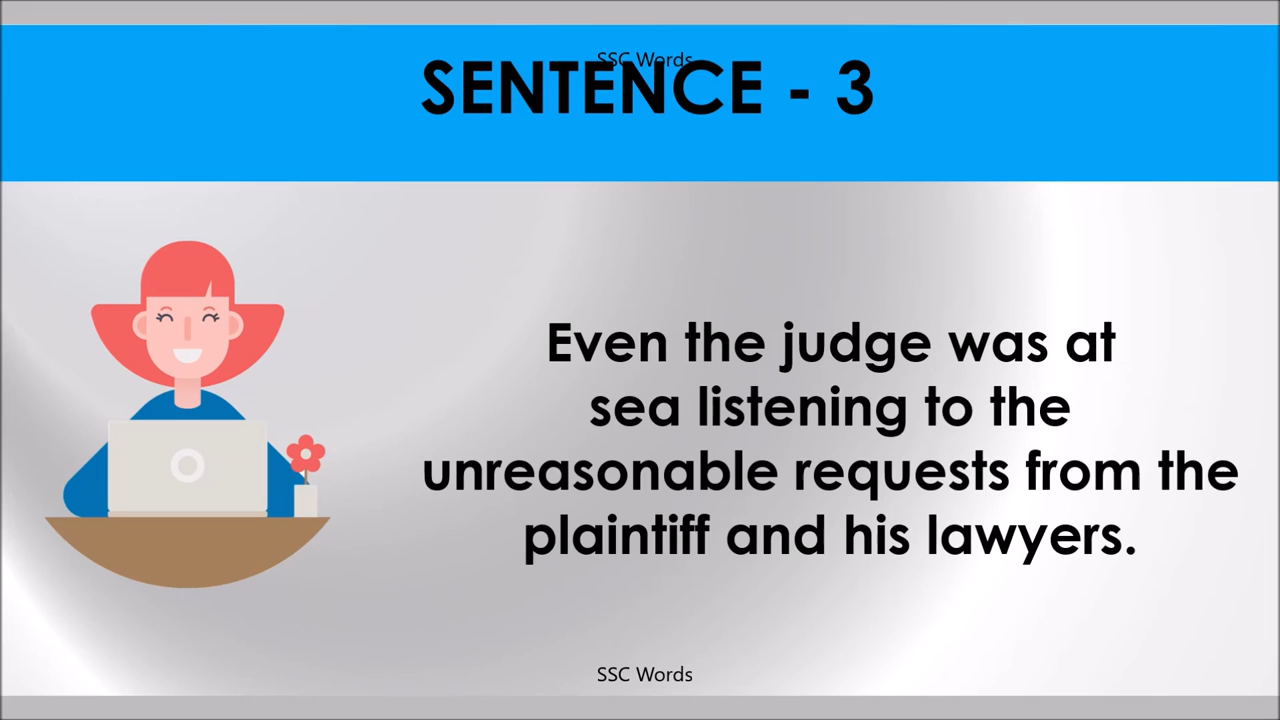 SSC Words
SENTENCE - 3
Even the judge was at
sea listening to the
unreasonable requests from the
plaintiff and his lawyers.
SSC Words